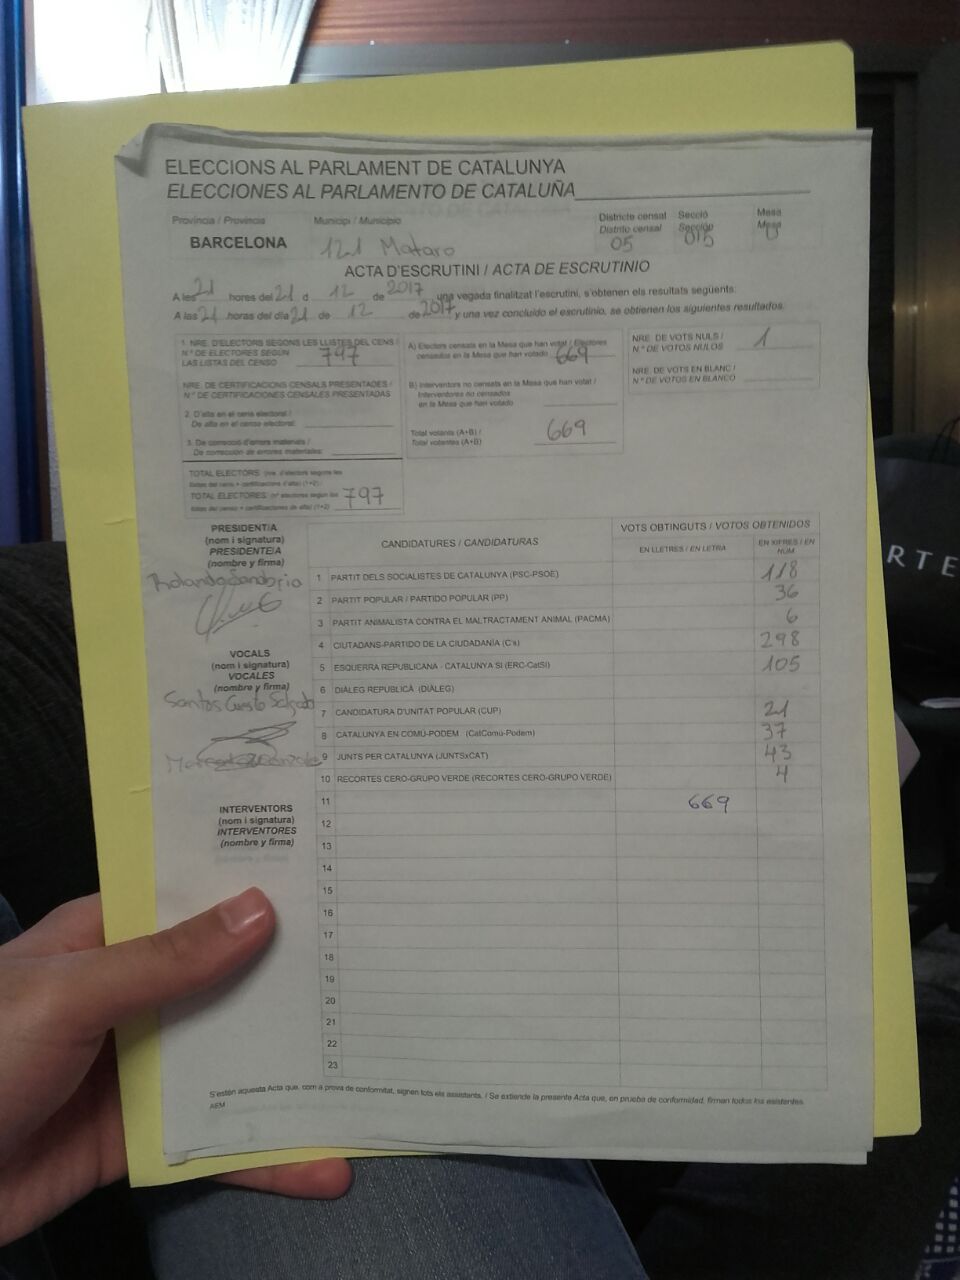 ELECCIONS AL PARLAMENT DE CATALUNYA
ELECCIONES AL PARLAMENTO DE CATALUÑA
Província / Provincia Municipi / Municipio Districte censal Secció Mesa
Distrito censal Sección Mesa
BARCELONA 121 Mataro 05 015 U
ACTA D'ESCRUTINI / ACTA DE ESCRUTINIO
A les 21 hores del 21 d 12 de 2017 una vegada finalitzat l'escrutini, s'obtenen els resultats següents:
A las 21 horas del día 21 de 12 de 2017 y una vez concluido el escrutinio, se obtienen los siguientes resultados:
1. NRE. D'ELECTORS SEGONS LES LLISTES DEL CENS /
N.º DE ELECTORES SEGÚN
LAS LISTAS DEL CENSO 797
NRE. DE CERTIFICACIONS CENSALS PRESENTADES /
N.º DE CERTIFICACIONES CENSALES PRESENTADAS
2. D'alta en el cens electoral /
De alta en el censo electoral:
3. De correcció d'errors materials /
De corrección de errores materiales:
TOTAL ELECTORS: (nre. d'electors segons les
llistes del cens + certificacions d'alta) (1+2) /
TOTAL ELECTORES: (nº electores según las
listas del censo + certificaciones de alta) (1+2) 797
A) Electors censats en la Mesa que han votat / Electores
censados en la Mesa que han votado 669
B) Interventors no censats en la Mesa que han votat /
Interventores no censados
en la Mesa que han votado
Total votants (A+B) /
Total votantes (A+B) 669
NRE. DE VOTS NULS /
N.º DE VOTOS NULOS 1
NRE. DE VOTS EN BLANC /
N.º DE VOTOS EN BLANCO
PRESIDENT/A
(nom i signatura)
PRESIDENTE/A
(nombre y firma)
Rolando Sanabria
VOCALS
(nom i signatura)
VOCALES
(nombre y firma)
Santos Cuesta Salgado
INTERVENTORS
(nom i signatura)
INTERVENTORES
(nombre y firma)
CANDIDATURES / CANDIDATURAS VOTS OBTINGUTS / VOTOS OBTENIDOS
EN LLETRES / EN LETRA EN XIFRES / EN NÚM
1 PARTIT DELS SOCIALISTES DE CATALUNYA (PSC-PSOE) 118
2 PARTIT POPULAR / PARTIDO POPULAR (PP) 36
3 PARTIT ANIMALISTA CONTRA EL MALTRACTAMENT ANIMAL (PACMA) 6
4 CIUTADANS-PARTIDO DE LA CIUDADANÍA (C's) 298
5 ESQUERRA REPUBLICANA - CATALUNYA SÍ (ERC-CatSÍ) 105
6 DIÀLEG REPUBLICÀ (DIÀLEG)
7 CANDIDATURA D'UNITAT POPULAR (CUP) 21
8 CATALUNYA EN COMÚ-PODEM (CatComú-Podem) 37
9 JUNTS PER CATALUNYA (JUNTSxCAT) 43
10 RECORTES CERO-GRUPO VERDE (RECORTES CERO-GRUPO VERDE) 4
11 669
12
13
14
15
16
17
18
19
20
21
22
23
S'estén aquesta Acta que, com a prova de conformitat, signen tots els assistents. / Se extiende la presente Acta que, en prueba de conformidad, firman todos los asistentes.
AEM
RTE